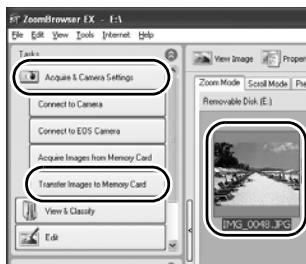 ZoomBrowser EX - E:\
File Edit View Tools Internet Help
Tasks
Acquire & Camera Settings
Connect to Camera
Connect to EOS Camera
Acquire Images from Memory Card
Transfer Images to Memory Card
View & Classify
Edit
View Image
Zoom Mode Scroll Mode
Removable Disk (E:)
IMG_0048.JPG